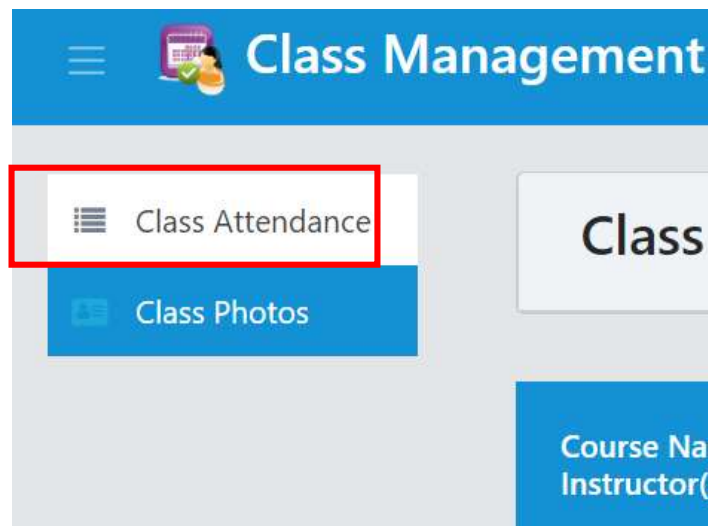 Class Management
Class Attendance
Class
Class Photos
Course Na
Instructor(